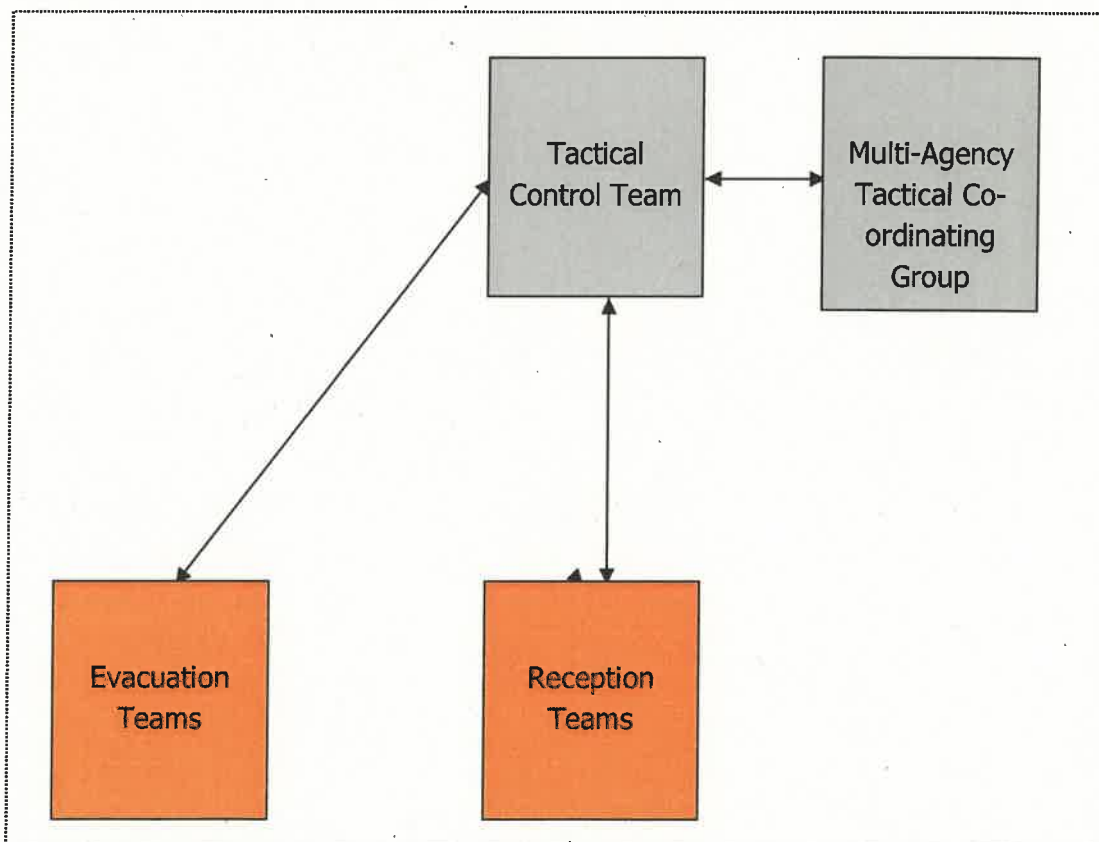 Tactical
Control Team
Multi-Agency
Tactical Co-
ordinating
Group
Evacuation
Teams
Reception
Teams